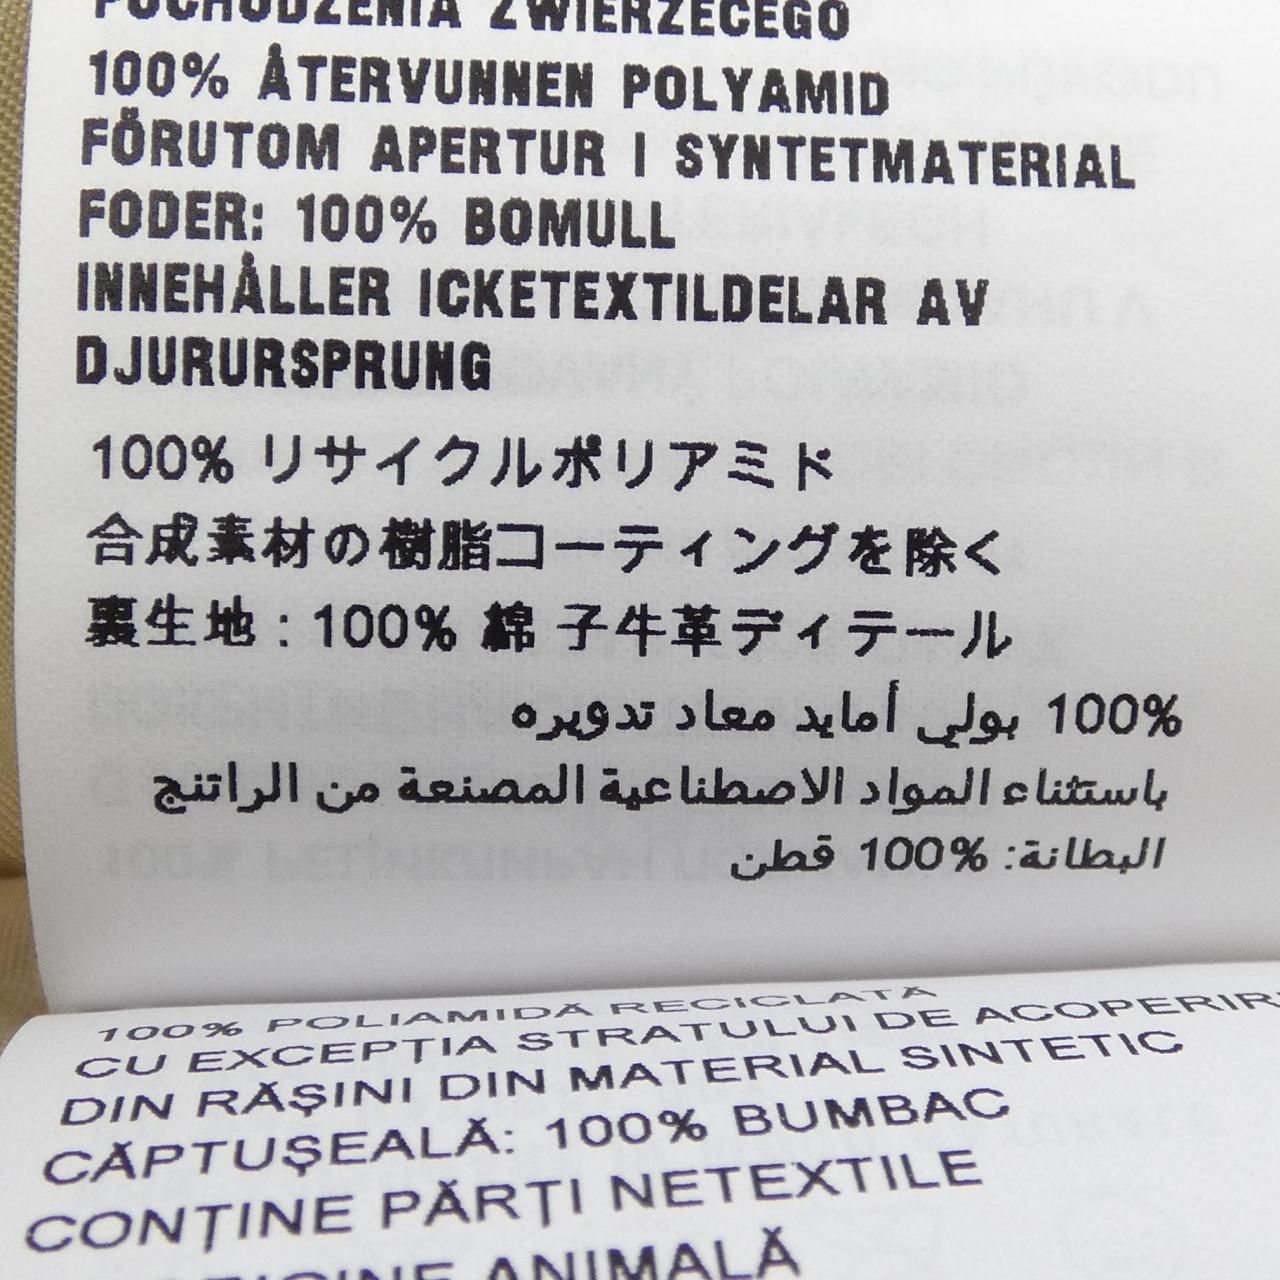 POCHODZENIA ZWIERZECEGO
100% ÅTERVUNNEN POLYAMID
FÖRUTOM APERTUR I SYNTETMATERIAL
FODER: 100% BOMULL
INNEHÅLLER ICKETEXTILDELAR AV
DJURURSPRUNG
100% リサイクルポリアミド
合成素材の樹脂コーティングを除く
裏生地 : 100% 綿 子牛革ディテール
100% بولي أمايد معاد تدويره
باستثناء المواد الاصطناعية المصنعة من الراتنج
البطانة: 100% قطن
100% POLIAMIDĂ RECICLATĂ
CU EXCEPȚIA STRATULUI DE ACOPERIRE
DIN RĂȘINI DIN MATERIAL SINTETIC
CĂPTUȘEALĂ: 100% BUMBAC
CONȚINE PĂRȚI NETEXTILE
ORIGINE ANIMALĂ